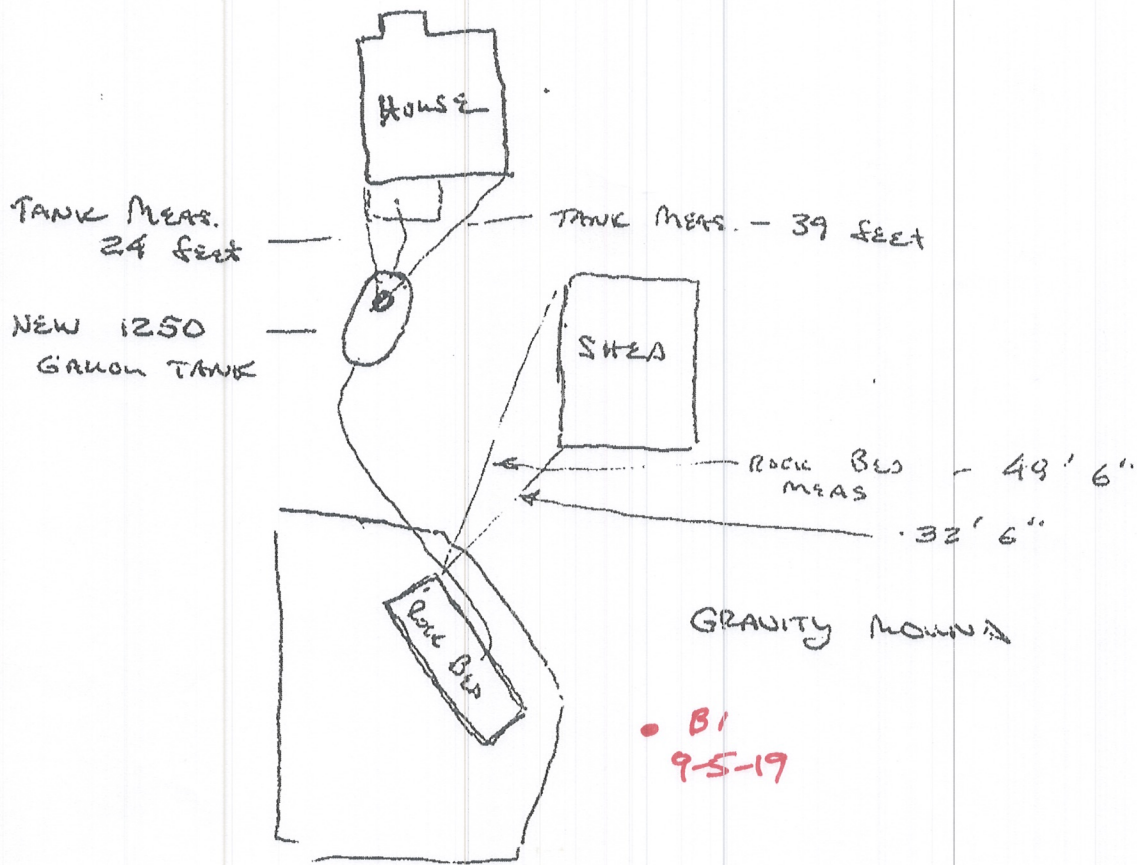 HOUSE
TANK MEAS.
24 feet
TANK MEAS. - 39 feet
NEW 1250
GALLON TANK
SHED
ROCK BED - 49' 6"
MEAS
32' 6"
ROCK BED
GRAVITY MOUND
B1
9-5-19